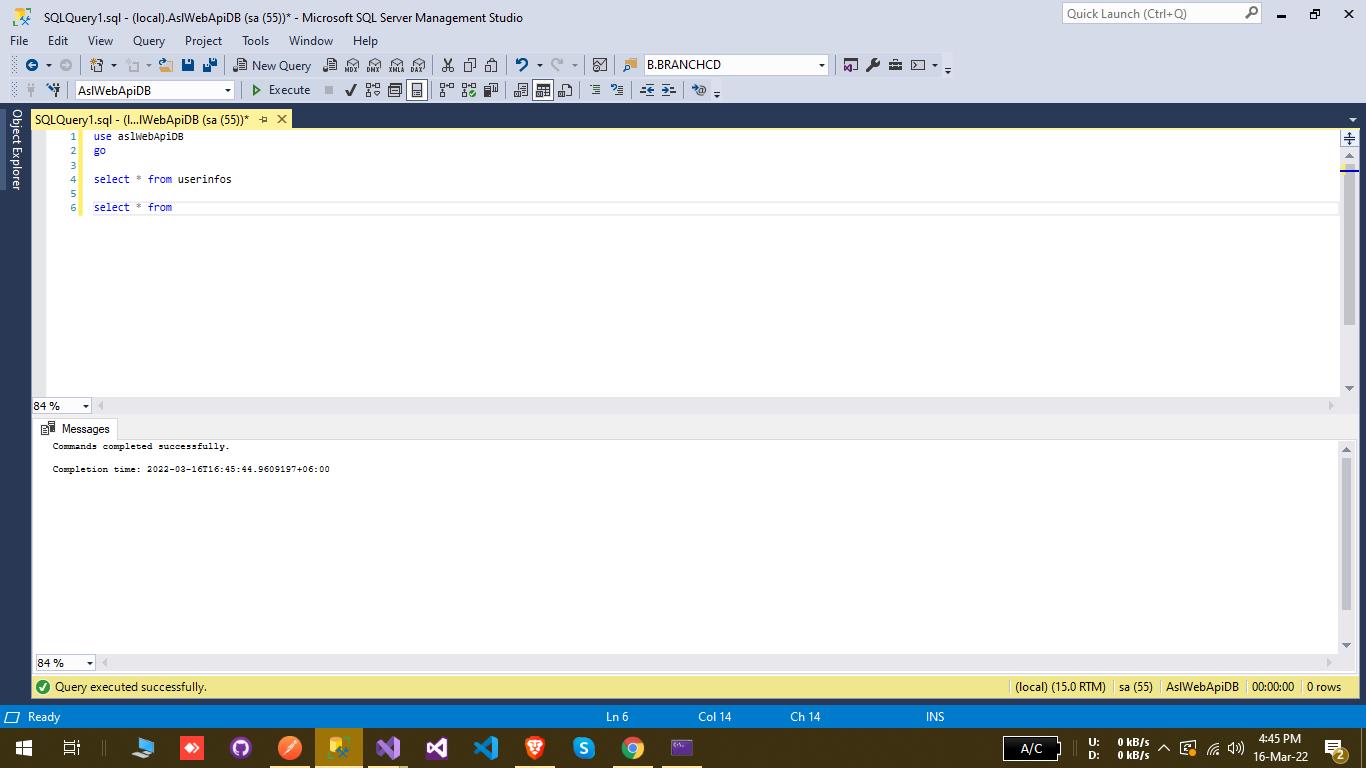 SQLQuery1.sql - (local).AslWebApiDB (sa (55))* - Microsoft SQL Server Management Studio
Quick Launch (Ctrl+Q)
File Edit View Query Project Tools Window Help
New Query MDX DMX XMLA DAX B.BRANCHCD
AslWebApiDB Execute
Object Explorer
SQLQuery1.sql - (l...lWebApiDB (sa (55))*
1 use aslWebApiDB
2 go
3
4 select * from userinfos
5
6 select * from
84 %
Messages
Commands completed successfully.
Completion time: 2022-03-16T16:45:44.9609197+06:00
84 %
Query executed successfully. (local) (15.0 RTM) sa (55) AslWebApiDB 00:00:00 0 rows
Ready Ln 6 Col 14 Ch 14 INS
A/C U: 0 kB/s 4:45 PM
D: 0 kB/s 16-Mar-22 2